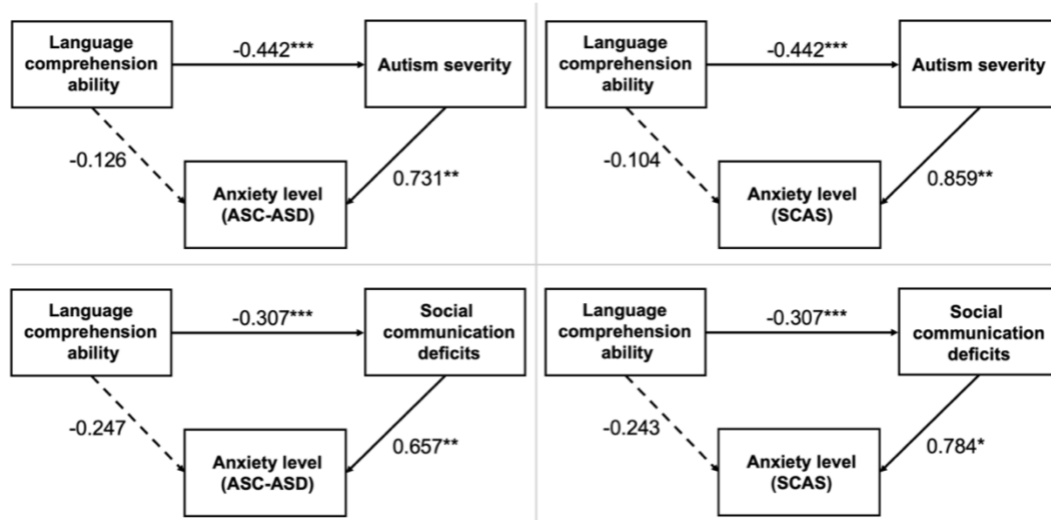 Language
comprehension
ability
-0.442***
Autism severity
-0.126
0.731**
Anxiety level
(ASC-ASD)
Language
comprehension
ability
-0.442***
Autism severity
-0.104
0.859**
Anxiety level
(SCAS)
Language
comprehension
ability
-0.307***
Social
communication
deficits
-0.247
0.657**
Anxiety level
(ASC-ASD)
Language
comprehension
ability
-0.307***
Social
communication
deficits
-0.243
0.784*
Anxiety level
(SCAS)